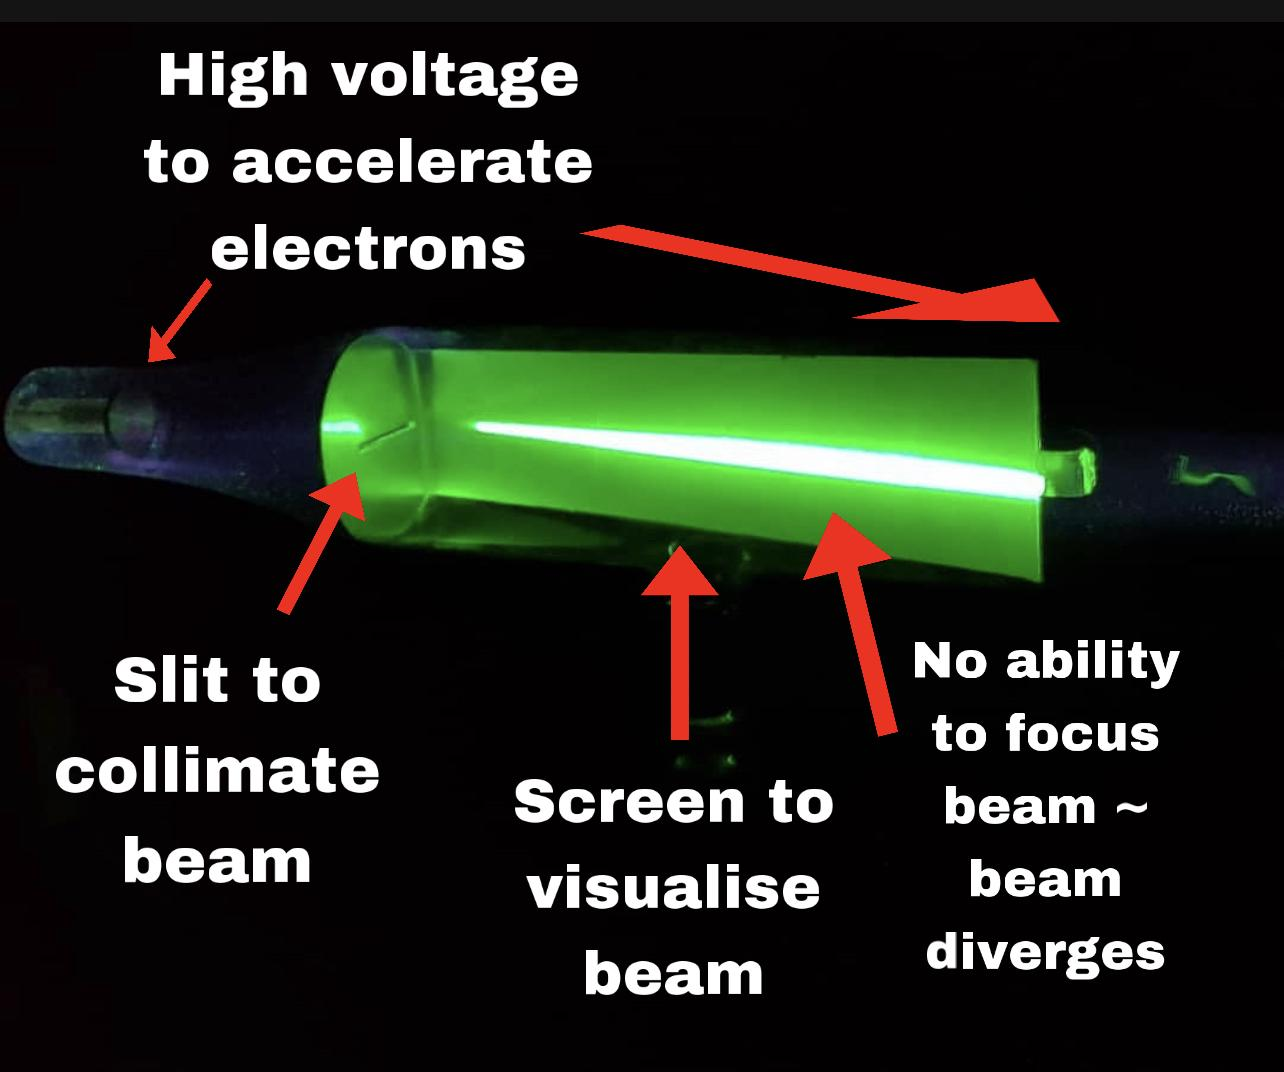 High voltage
to accelerate
electrons
Slit to
collimate
beam
Screen to
visualise
beam
No ability
to focus
beam ~
beam
diverges